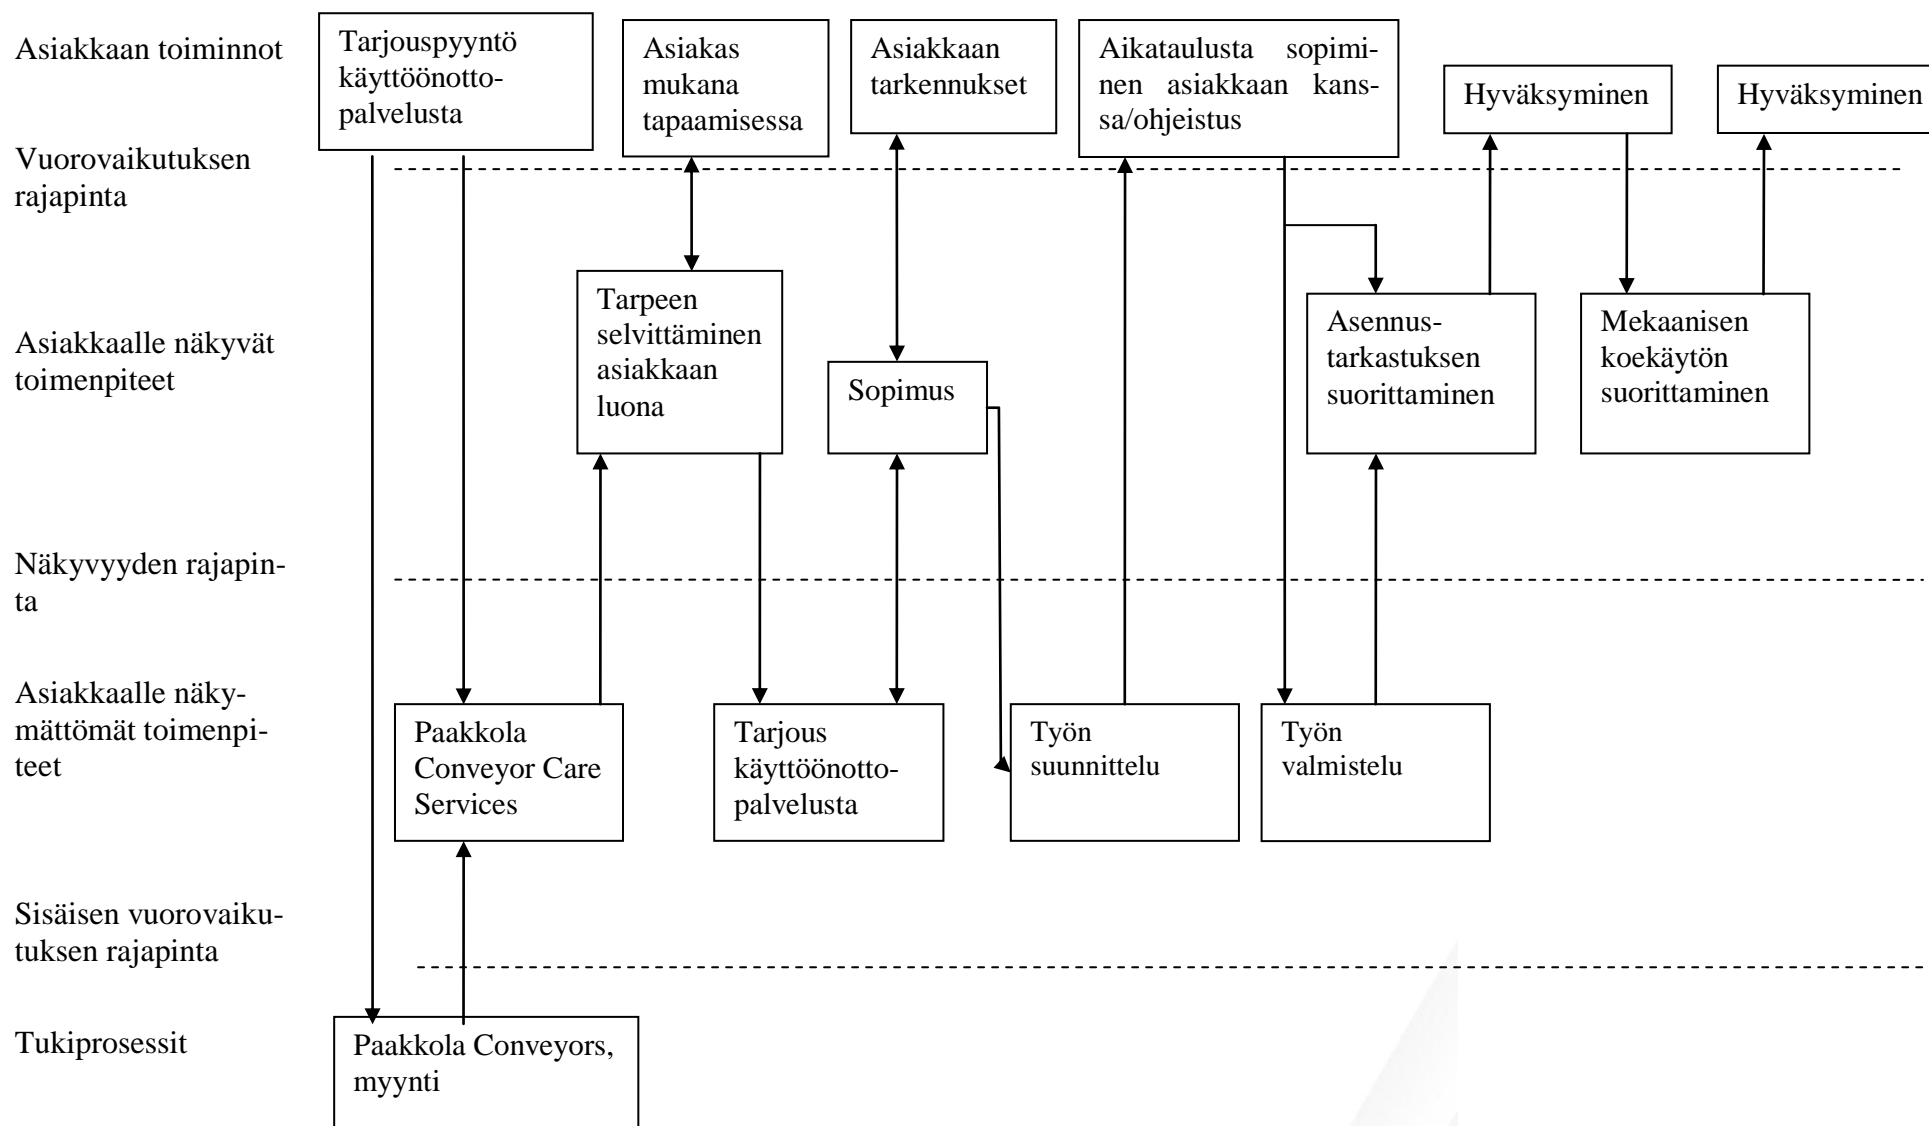 Asiakkaan toiminnot
Tarjouspyyntö
käyttöönotto-
palvelusta
Asiakas
mukana
tapaamisessa
Asiakkaan
tarkennukset
Aikataulusta sopimi-
nen asiakkaan kans-
sa/ohjeistus
Hyväksyminen
Hyväksyminen
Vuorovaikutuksen
rajapinta
Asiakkaalle näkyvät
toimenpiteet
Tarpeen
selvittäminen
asiakkaan
luona
Sopimus
Asennus-
tarkastuksen
suorittaminen
Mekaanisen
koekäytön
suorittaminen
Näkyvyyden rajapin-
ta
Asiakkaalle näky-
mättömät toimenpi-
teet
Paakkola
Conveyor Care
Services
Tarjous
käyttöönotto-
palvelusta
Työn
suunnittelu
Työn
valmistelu
Sisäisen vuorovaiku-
tuksen rajapinta
Tukiprosessit
Paakkola Conveyors,
myynti